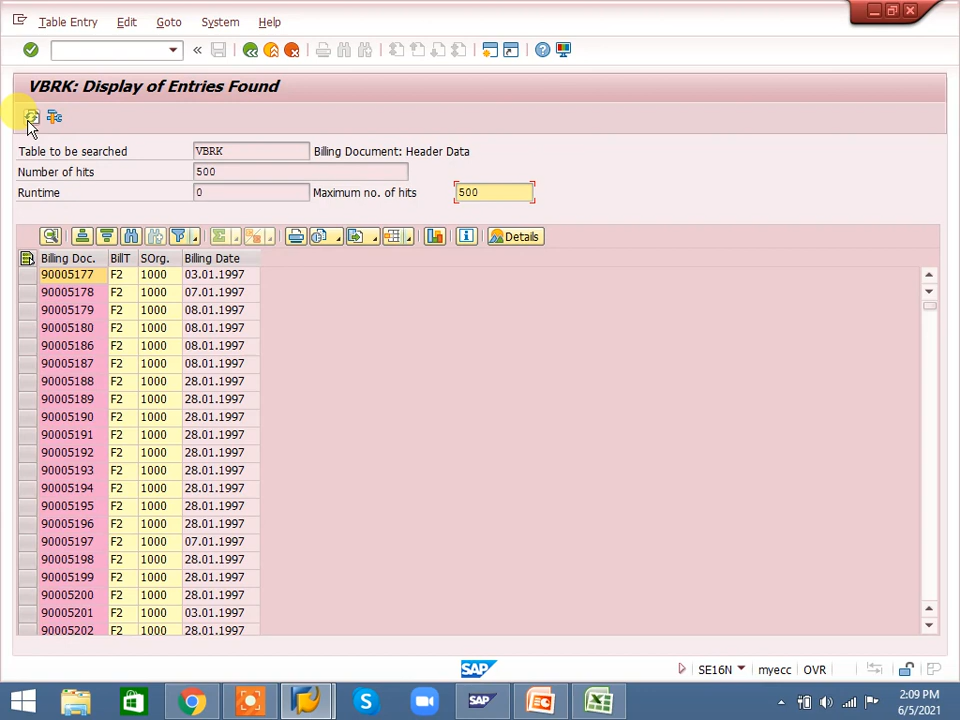 Table Entry Edit Goto System Help
VBRK: Display of Entries Found
Table to be searched VBRK Billing Document: Header Data
Number of hits 500
Runtime 0 Maximum no. of hits 500
Details
Billing Doc. BillT SOrg. Billing Date
90005177 F2 1000 03.01.1997
90005178 F2 1000 07.01.1997
90005179 F2 1000 08.01.1997
90005180 F2 1000 08.01.1997
90005186 F2 1000 08.01.1997
90005187 F2 1000 08.01.1997
90005188 F2 1000 28.01.1997
90005189 F2 1000 28.01.1997
90005190 F2 1000 28.01.1997
90005191 F2 1000 28.01.1997
90005192 F2 1000 28.01.1997
90005193 F2 1000 28.01.1997
90005194 F2 1000 28.01.1997
90005195 F2 1000 28.01.1997
90005196 F2 1000 28.01.1997
90005197 F2 1000 07.01.1997
90005198 F2 1000 28.01.1997
90005199 F2 1000 28.01.1997
90005200 F2 1000 28.01.1997
90005201 F2 1000 03.01.1997
90005202 F2 1000 28.01.1997
SAP SE16N myecc OVR
SAP 2:09 PM
6/5/2021